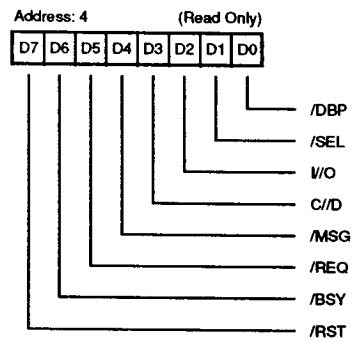 Address: 4 (Read Only)
D7 D6 D5 D4 D3 D2 D1 D0
/DBP
/SEL
I//O
C//D
/MSG
/REQ
/BSY
/RST